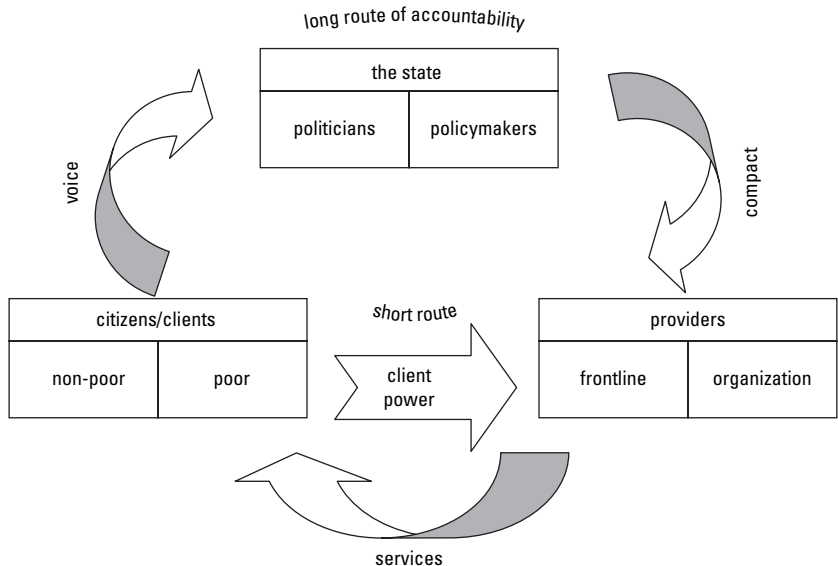 long route of accountability
the state
politicians
policymakers
voice
compact
citizens/clients
non-poor
poor
short route
client
power
providers
frontline
organization
services